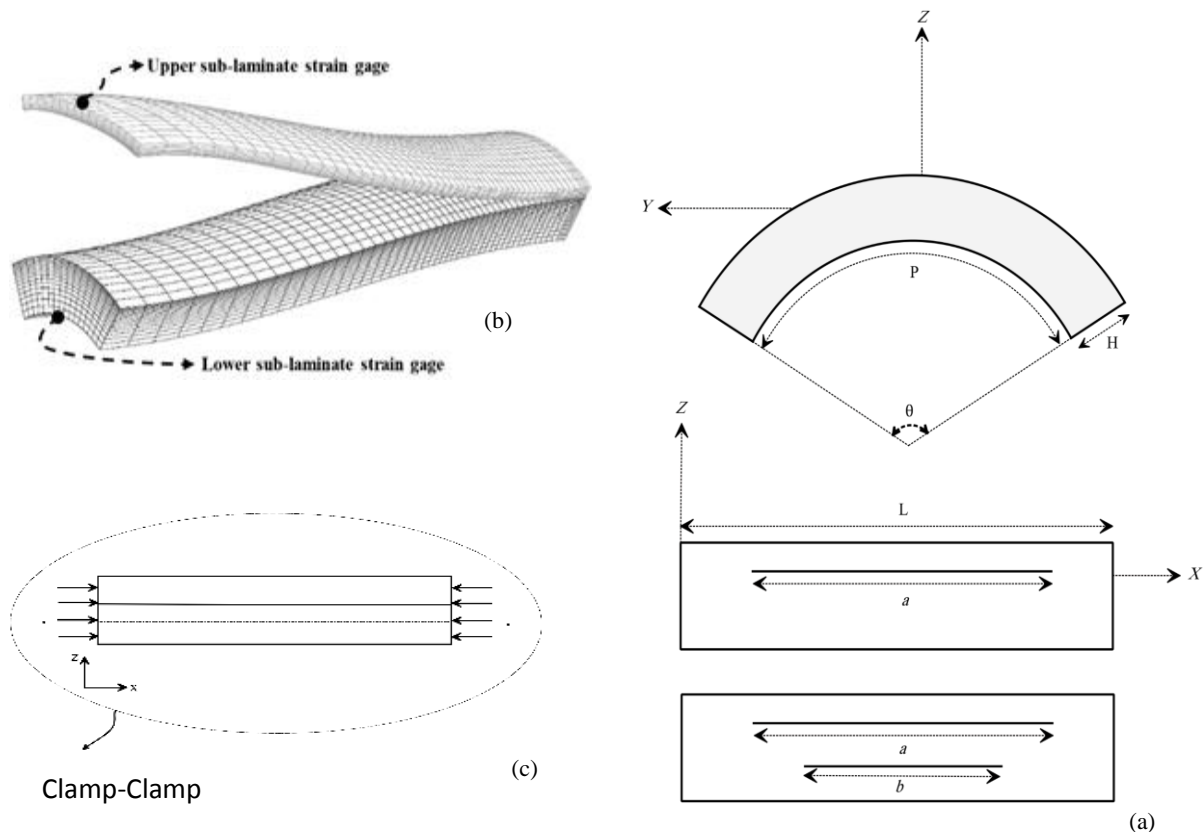 Upper sub-laminate strain gage
(b)
Lower sub-laminate strain gage
Z
Y
P
H
θ
Z
L
X
a
a
b
(a)
z
x
(c)
Clamp-Clamp